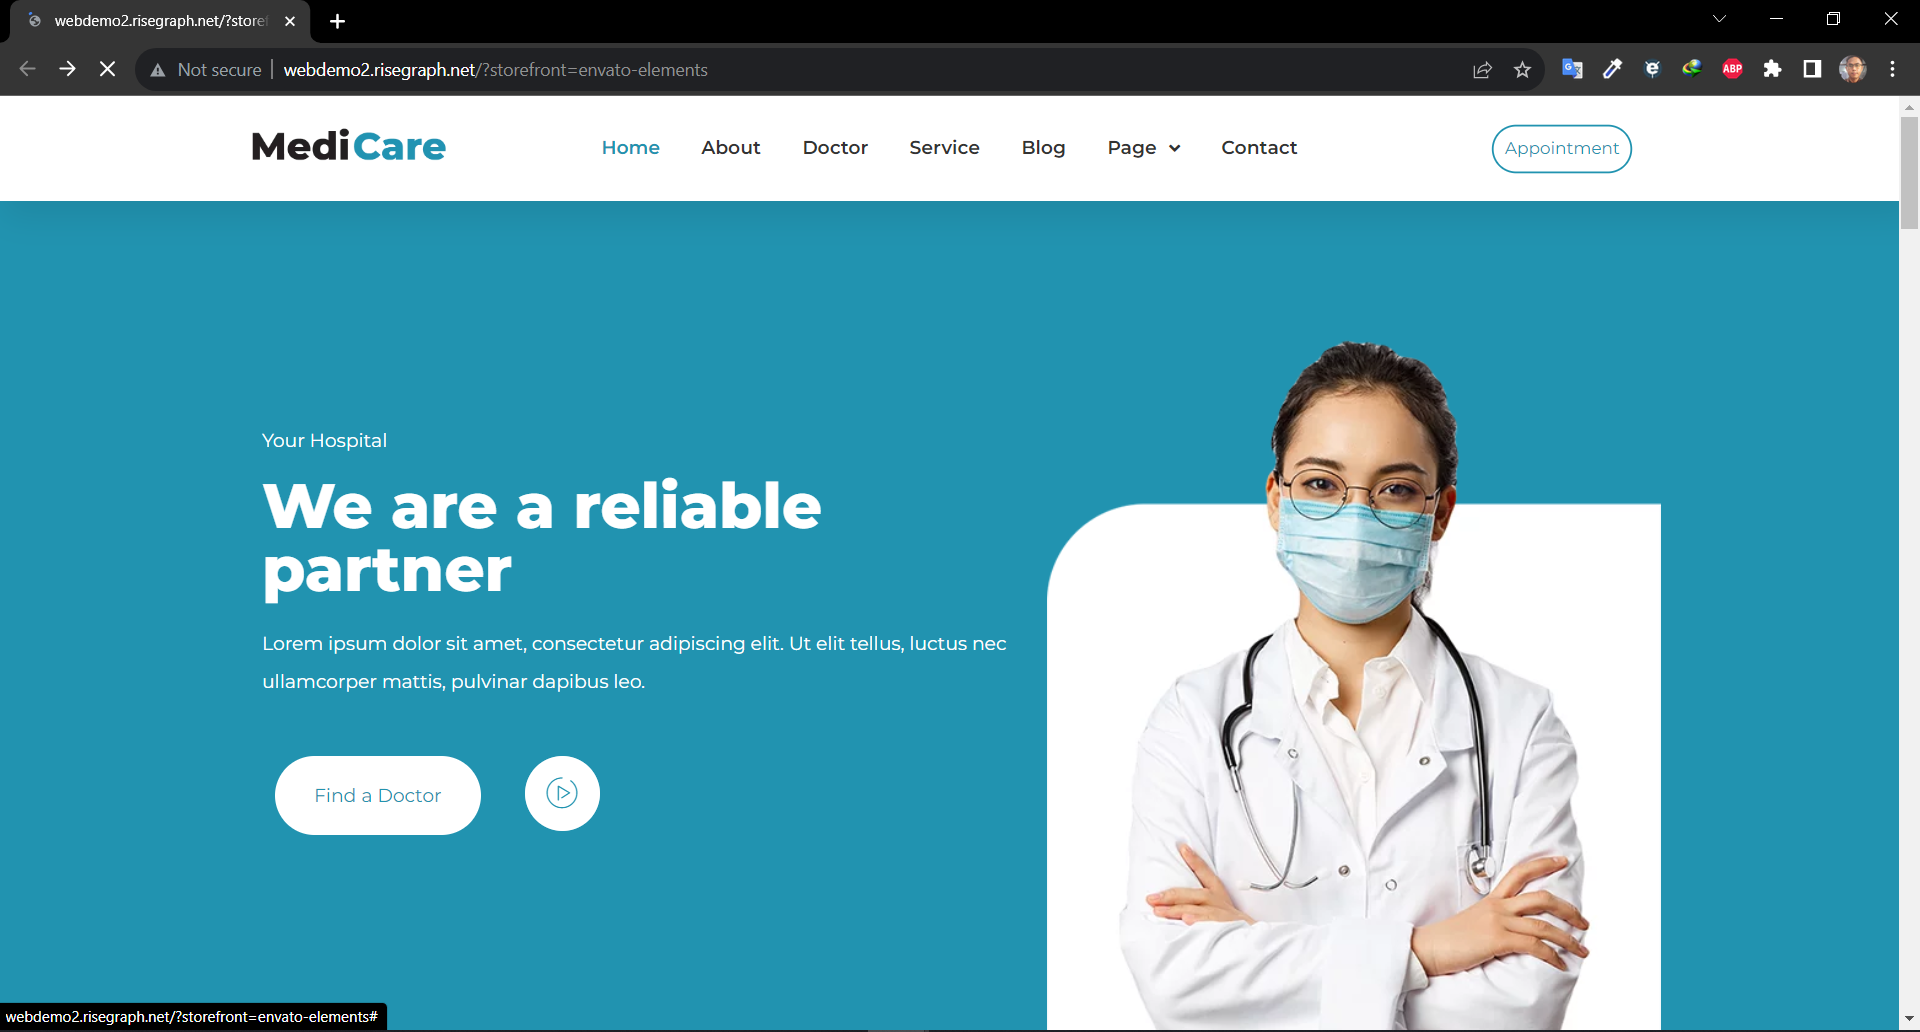 webdemo2.risegraph.net/?storef
Not secure webdemo2.risegraph.net/?storefront=envato-elements
ABP
MediCare Home About Doctor Service Blog Page Contact Appointment
Your Hospital
We are a reliable
partner
Lorem ipsum dolor sit amet, consectetur adipiscing elit. Ut elit tellus, luctus nec
ullamcorper mattis, pulvinar dapibus leo.
Find a Doctor
webdemo2.risegraph.net/?storefront=envato-elements#